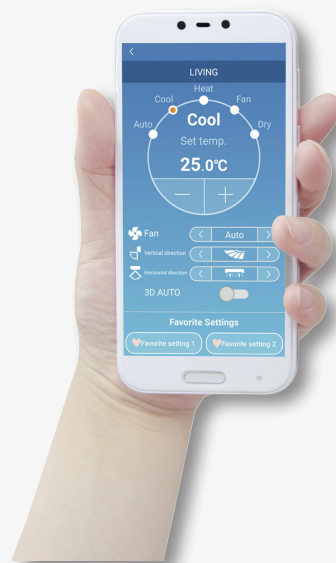 LIVING
Heat
Cool Fan
Auto Dry
Cool
Set temp.
25.0°C
Fan Auto
Vertical direction
Horizontal direction
3D AUTO
Favorite Settings
Favorite setting 1 Favorite setting 2